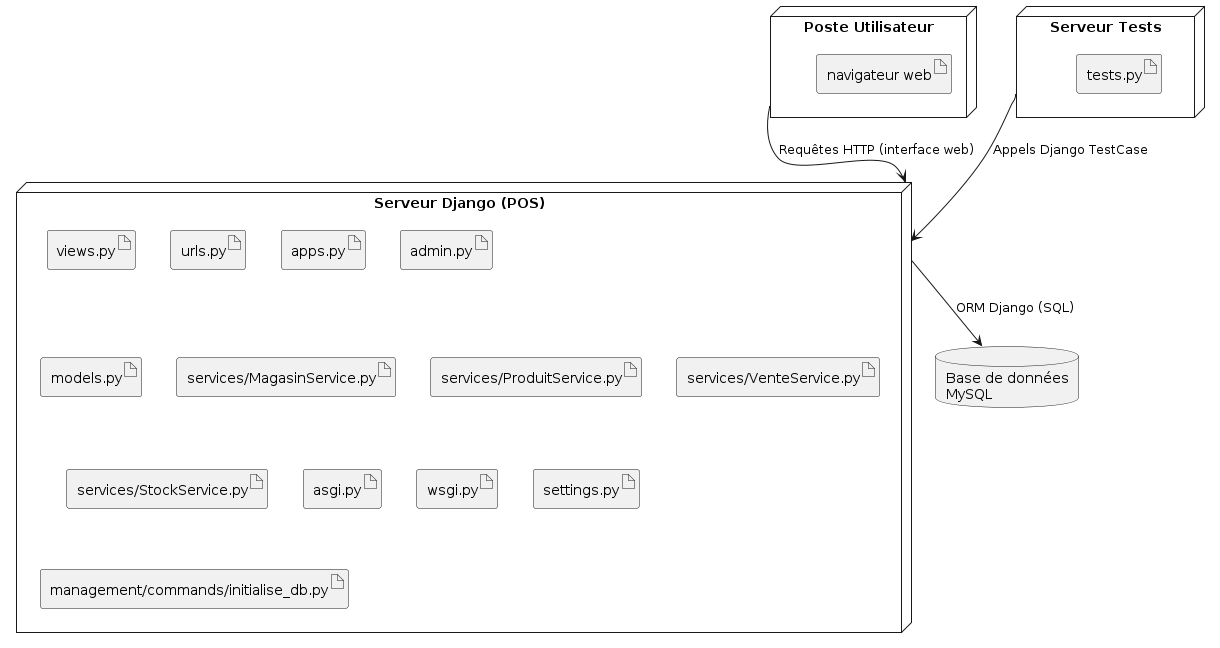 Poste Utilisateur
navigateur web
Serveur Tests
tests.py
Requêtes HTTP (interface web)
Appels Django TestCase
Serveur Django (POS)
views.py
urls.py
apps.py
admin.py
models.py
services/MagasinService.py
services/ProduitService.py
services/VenteService.py
services/StockService.py
asgi.py
wsgi.py
settings.py
management/commands/initialise_db.py
ORM Django (SQL)
Base de données
MySQL